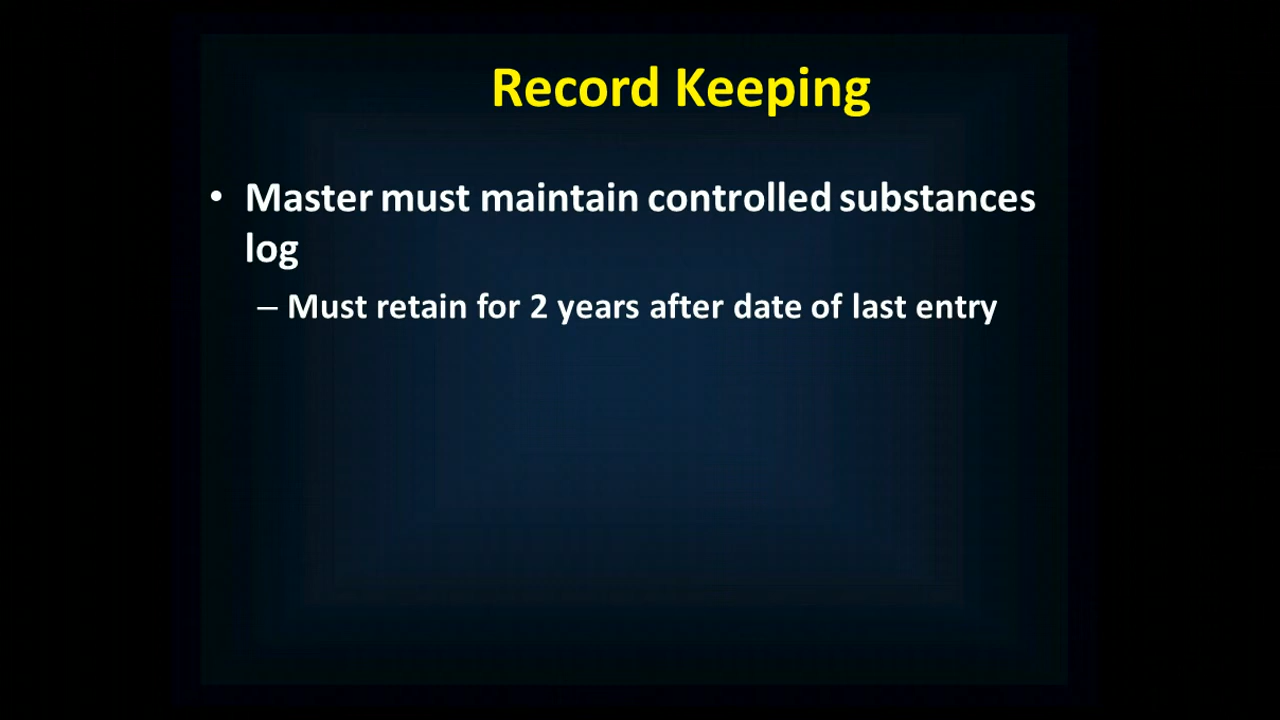 Record Keeping
• Master must maintain controlled substances
log
– Must retain for 2 years after date of last entry